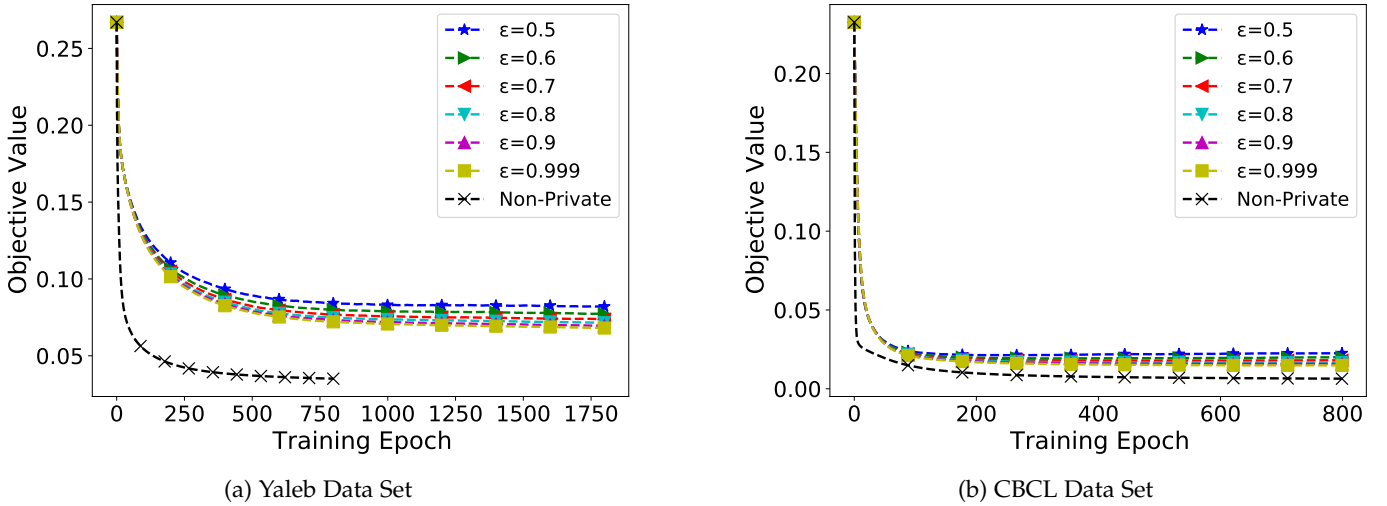 Objective Value
0.25
0.20
0.15
0.10
0.05
0 250 500 750 1000 1250 1500 1750
Training Epoch
ε=0.5
ε=0.6
ε=0.7
ε=0.8
ε=0.9
ε=0.999
Non-Private
(a) Yaleb Data Set
Objective Value
0.20
0.15
0.10
0.05
0.00
0 200 400 600 800
Training Epoch
ε=0.5
ε=0.6
ε=0.7
ε=0.8
ε=0.9
ε=0.999
Non-Private
(b) CBCL Data Set